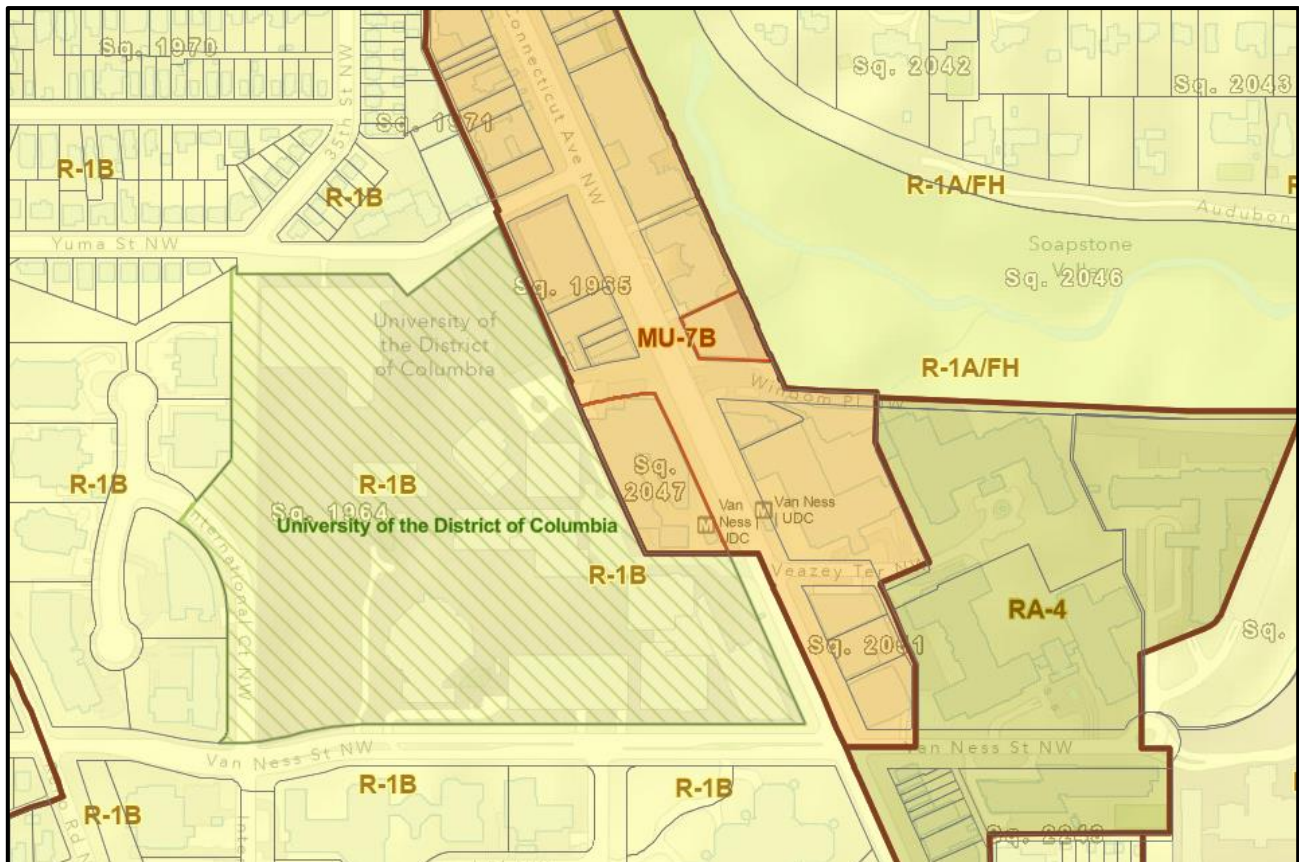 Sq. 1970
35th St NW
Sq. 1971
Connecticut Ave NW
Sq. 2042
Sq. 2043
R-1B
R-1B
R-1A/FH
Audubon
Yuma St NW
Soapstone
Sq. 2046
Sq. 1965
University of
the District
of Columbia
MU-7B
R-1A/FH
Windom Pl NW
R-1B
R-1B
Sq. 1964
Sq.
2047
University of the District of Columbia
Van
Ness
UDC
Van Ness
UDC
International Ct NW
R-1B
Veazey Ter NW
RA-4
Sq. 2051
Sq.
Van Ness St NW
Van Ness St NW
R-1B
R-1B
R-1B
Rd N